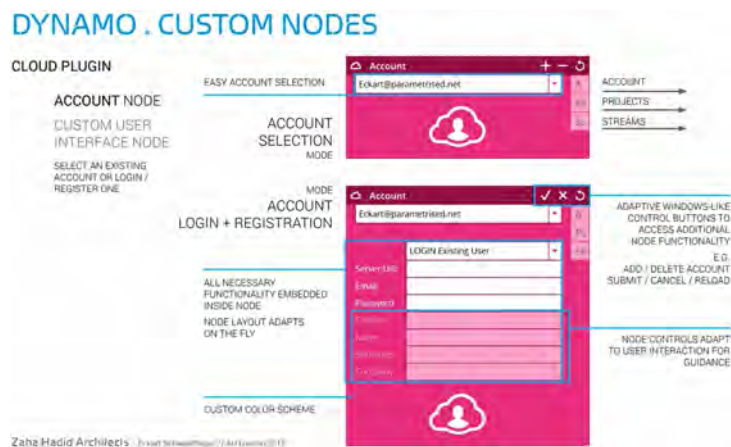 DYNAMO . CUSTOM NODES
CLOUD PLUGIN
ACCOUNT NODE
CUSTOM USER
INTERFACE NODE
SELECT AN EXISTING
ACCOUNT OR LOGIN /
REGISTER ONE
EASY ACCOUNT SELECTION
ACCOUNT
SELECTION
MODE
Account
Eckart@parametrised.net
ACCOUNT
PROJECTS
STREAMS
MODE
ACCOUNT
LOGIN + REGISTRATION
Account
Eckart@parametrised.net
LOGIN Existing User
Server URL
Email
Password
ALL NECESSARY
FUNCTIONALITY EMBEDDED
INSIDE NODE
NODE LAYOUT ADAPTS
ON THE FLY
CUSTOM COLOR SCHEME
ADAPTIVE WINDOWS-LIKE
CONTROL BUTTONS TO
ACCESS ADDITIONAL
NODE FUNCTIONALITY
E.G.
ADD / DELETE ACCOUNT
SUBMIT / CANCEL / RELOAD
NODE CONTROLS ADAPT
TO USER INTERACTION FOR
GUIDANCE
Zaha Hadid Architects